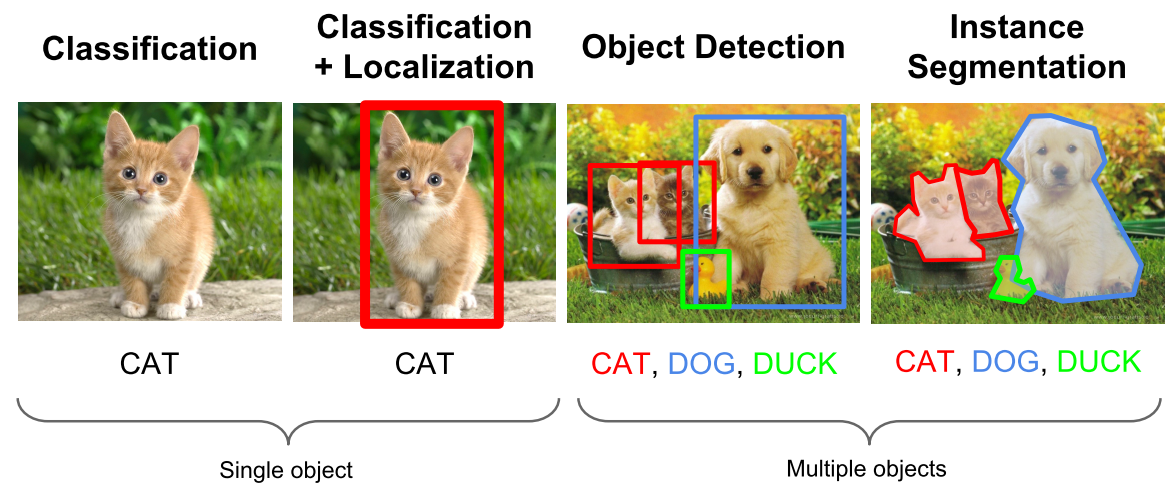 Classification
Classification
+ Localization
Object Detection
Instance
Segmentation
CAT
CAT
CAT, DOG, DUCK
CAT, DOG, DUCK
Single object
Multiple objects